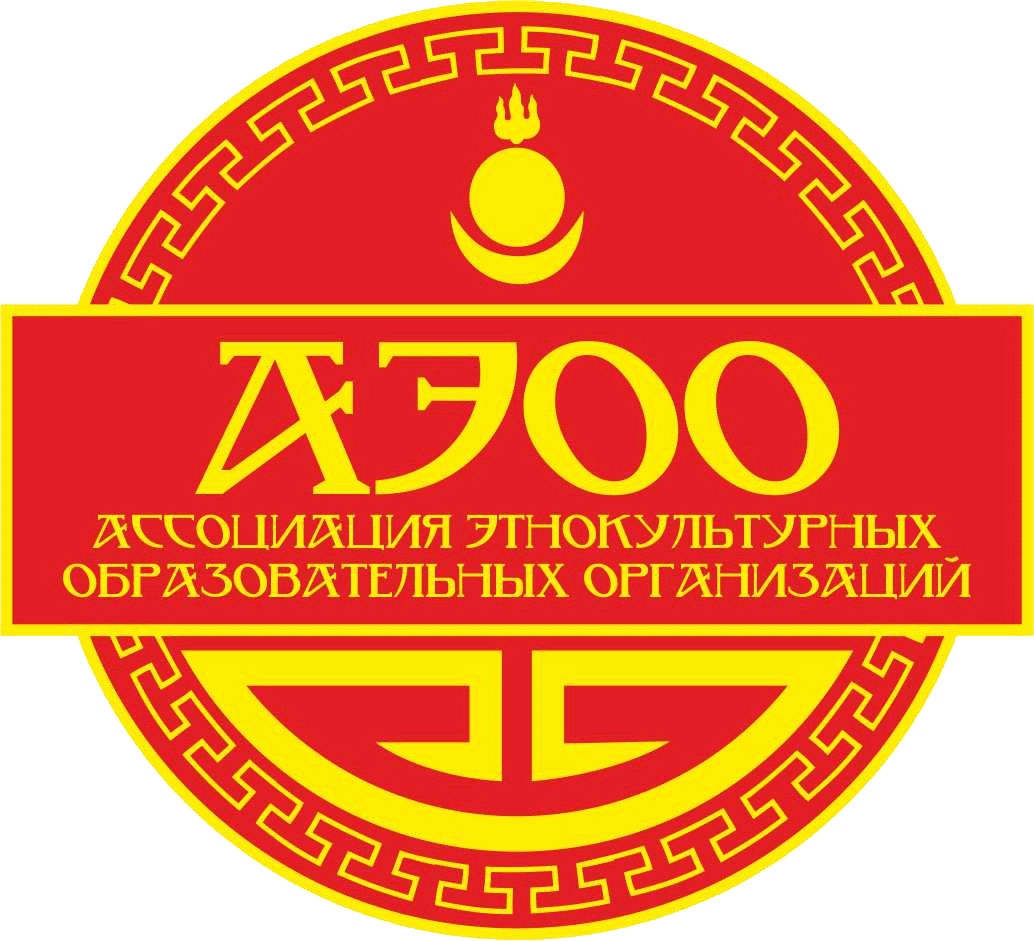 АЭОО
АССОЦИАЦИЯ ЭТНОКУЛЬТУРНЫХ
ОБРАЗОВАТЕЛЬНЫХ ОРГАНИЗАЦИЙ